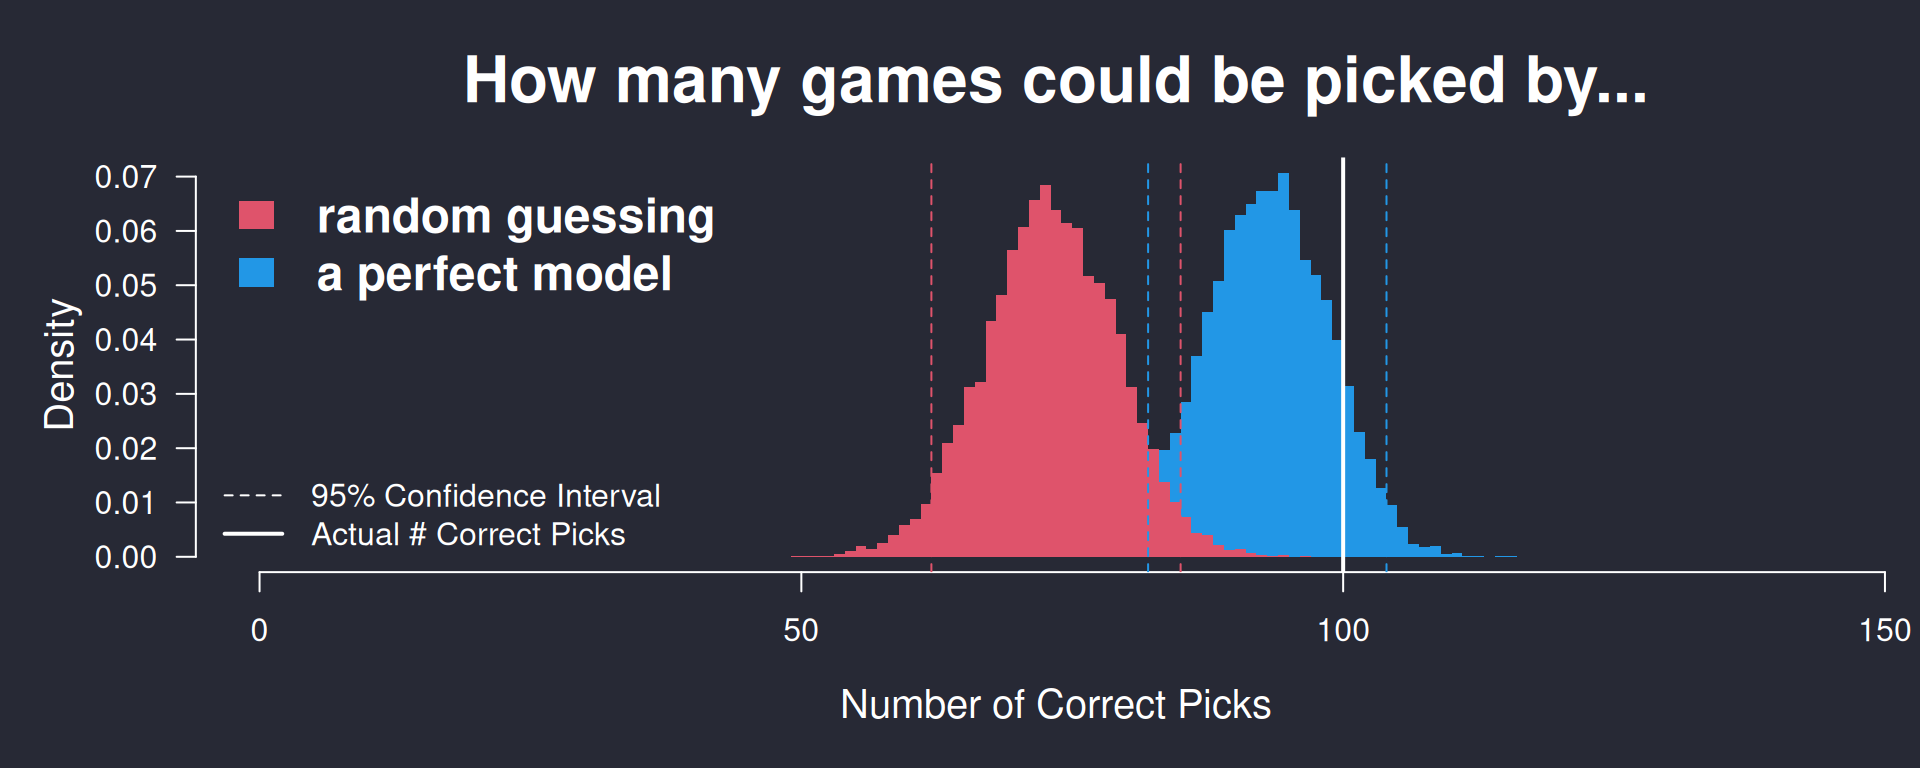 How many games could be picked by...
random guessing
a perfect model
95% Confidence Interval
Actual # Correct Picks
Density
0.07
0.06
0.05
0.04
0.03
0.02
0.01
0.00
0 50 100 150
Number of Correct Picks